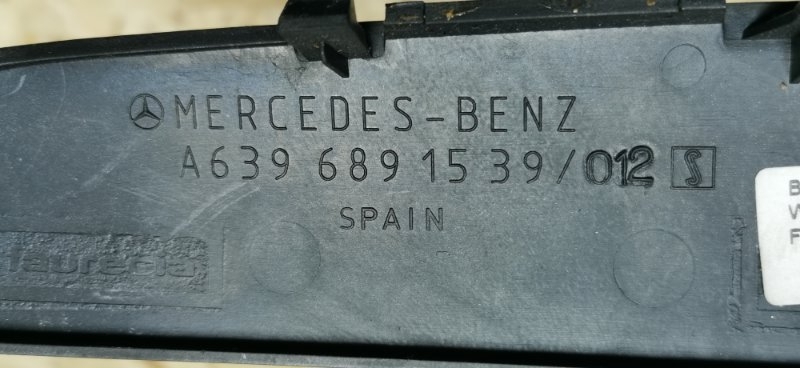 MERCEDES-BENZ
A639 689 15 39/012 S
SPAIN
faurecia
B
V
F